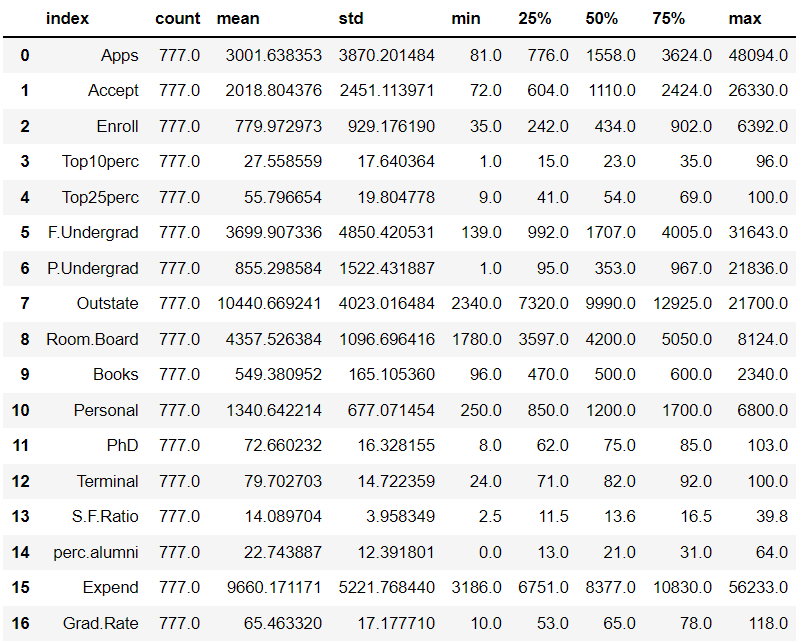 index count mean std min 25% 50% 75% max
0 Apps 777.0 3001.638353 3870.201484 81.0 776.0 1558.0 3624.0 48094.0
1 Accept 777.0 2018.804376 2451.113971 72.0 604.0 1110.0 2424.0 26330.0
2 Enroll 777.0 779.972973 929.176190 35.0 242.0 434.0 902.0 6392.0
3 Top10perc 777.0 27.558559 17.640364 1.0 15.0 23.0 35.0 96.0
4 Top25perc 777.0 55.796654 19.804778 9.0 41.0 54.0 69.0 100.0
5 F.Undergrad 777.0 3699.907336 4850.420531 139.0 992.0 1707.0 4005.0 31643.0
6 P.Undergrad 777.0 855.298584 1522.431887 1.0 95.0 353.0 967.0 21836.0
7 Outstate 777.0 10440.669241 4023.016484 2340.0 7320.0 9990.0 12925.0 21700.0
8 Room.Board 777.0 4357.526384 1096.696416 1780.0 3597.0 4200.0 5050.0 8124.0
9 Books 777.0 549.380952 165.105360 96.0 470.0 500.0 600.0 2340.0
10 Personal 777.0 1340.642214 677.071454 250.0 850.0 1200.0 1700.0 6800.0
11 PhD 777.0 72.660232 16.328155 8.0 62.0 75.0 85.0 103.0
12 Terminal 777.0 79.702703 14.722359 24.0 71.0 82.0 92.0 100.0
13 S.F.Ratio 777.0 14.089704 3.958349 2.5 11.5 13.6 16.5 39.8
14 perc.alumni 777.0 22.743887 12.391801 0.0 13.0 21.0 31.0 64.0
15 Expend 777.0 9660.171171 5221.768440 3186.0 6751.0 8377.0 10830.0 56233.0
16 Grad.Rate 777.0 65.463320 17.177710 10.0 53.0 65.0 78.0 118.0